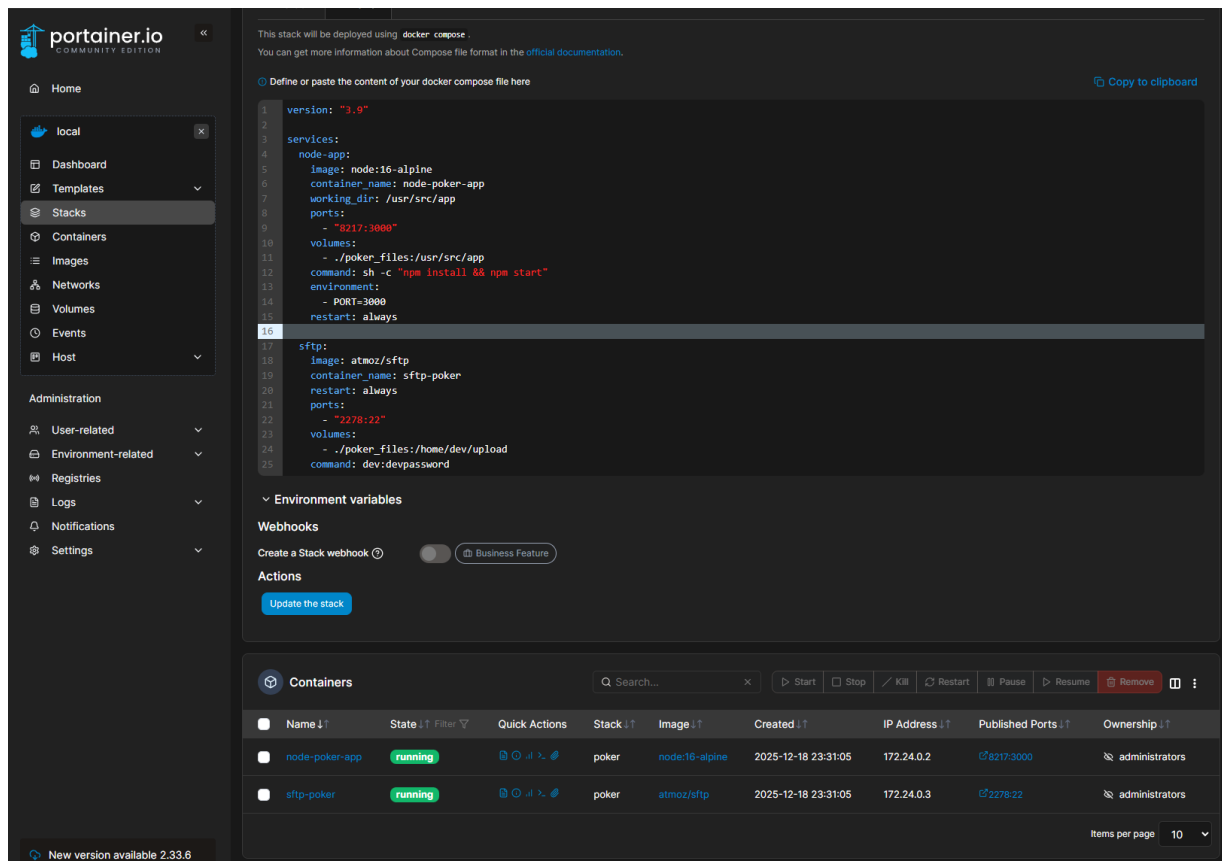 portainer.io
COMMUNITY EDITION
«
Home
local
×
Dashboard
Templates
Stacks
Containers
Images
Networks
Volumes
Events
Host
Administration
User-related
Environment-related
Registries
Logs
Notifications
Settings
New version available 2.33.6
This stack will be deployed using docker compose.
You can get more information about Compose file format in the official documentation.
Define or paste the content of your docker compose file here
Copy to clipboard
1 version: "3.9"
2
3 services:
4   node-app:
5     image: node:16-alpine
6     container_name: node-poker-app
7     working_dir: /usr/src/app
8     ports:
9       - "8217:3000"
10     volumes:
11       - ./poker_files:/usr/src/app
12     command: sh -c "npm install && npm start"
13     environment:
14       - PORT=3000
15     restart: always
16
17   sftp:
18     image: atmoz/sftp
19     container_name: sftp-poker
20     restart: always
21     ports:
22       - "2278:22"
23     volumes:
24       - ./poker_files:/home/dev/upload
25     command: dev:devpassword
Environment variables
Webhooks
Create a Stack webhook Business Feature
Actions
Update the stack
Containers
Search... × Start Stop Kill Restart Pause Resume Remove
Name State Filter Quick Actions Stack Image Created IP Address Published Ports Ownership
node-poker-app running poker node:16-alpine 2025-12-18 23:31:05 172.24.0.2 8217:3000 administrators
sftp-poker running poker atmoz/sftp 2025-12-18 23:31:05 172.24.0.3 2278:22 administrators
Items per page 10